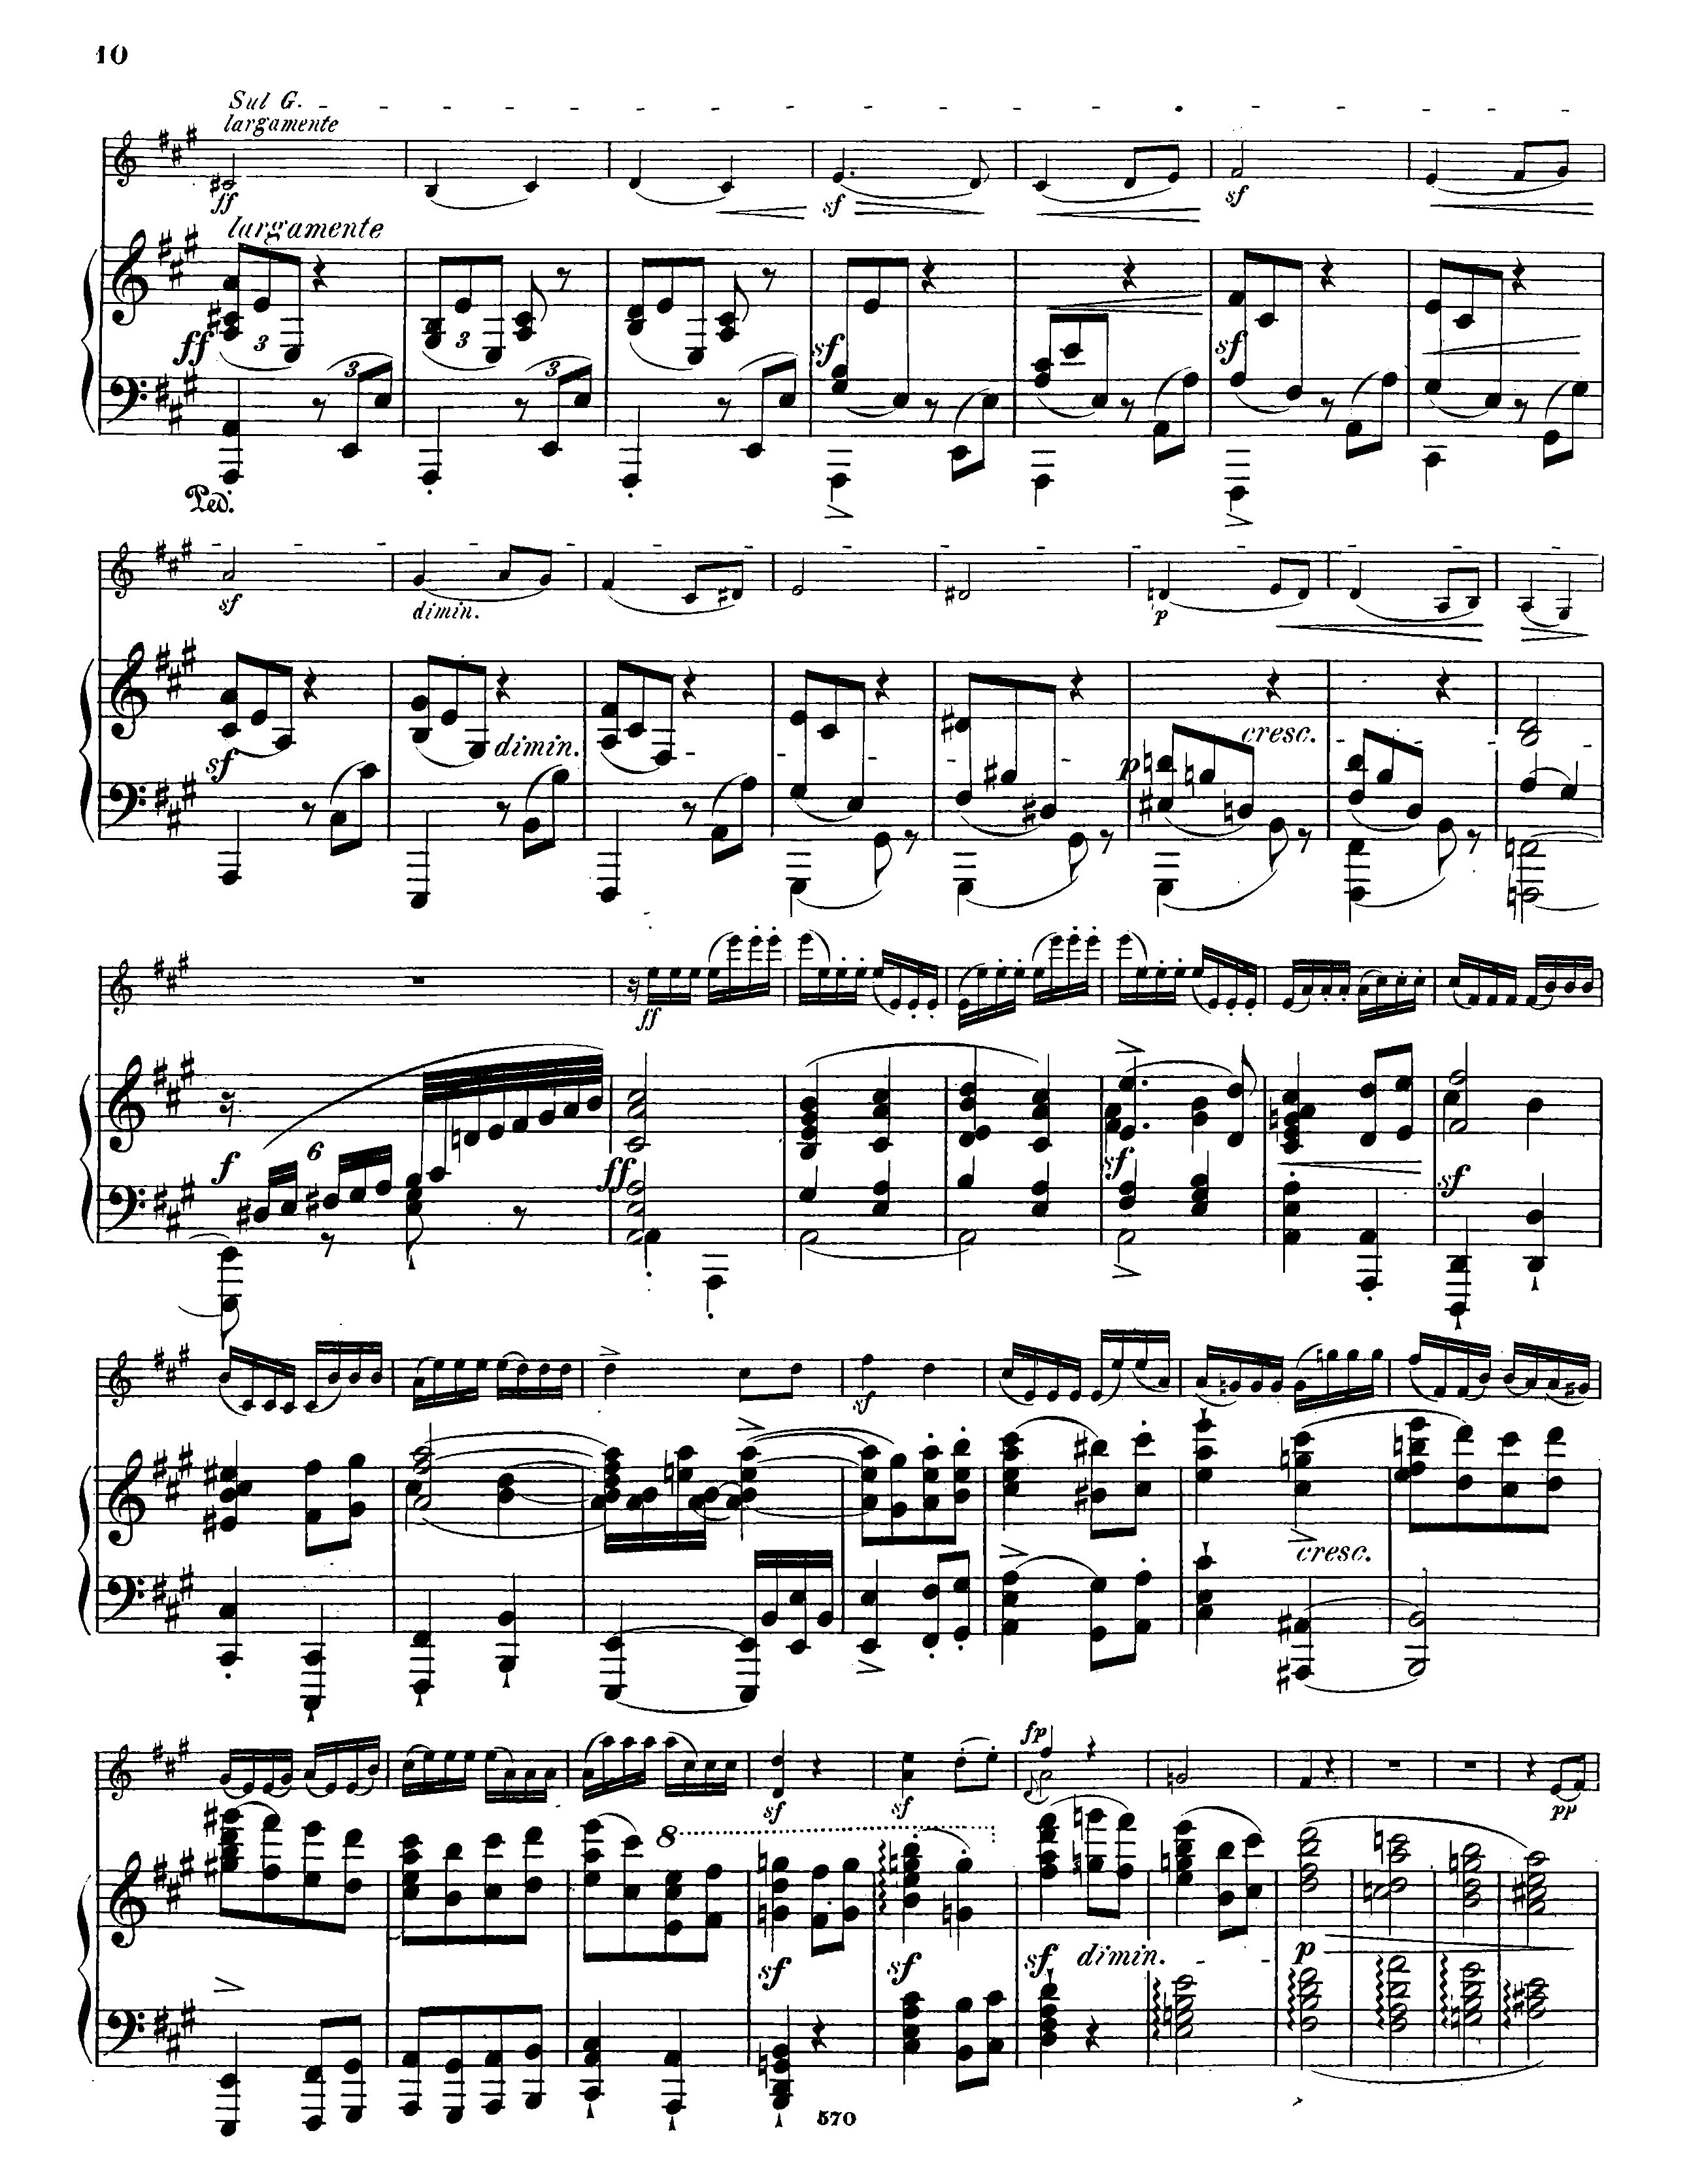 10
Sul G.
largamente
ff
largamente
ff
3
3
3
3
sf
sf
sf
sf
Ped.
sf
dimin.
p
sf
dimin.
p
cresc.
ff
f
6
ff
sf
sf
sf
cresc.
fp
sf
sf
pp
8
sf
sf
sf
dimin.
p
570